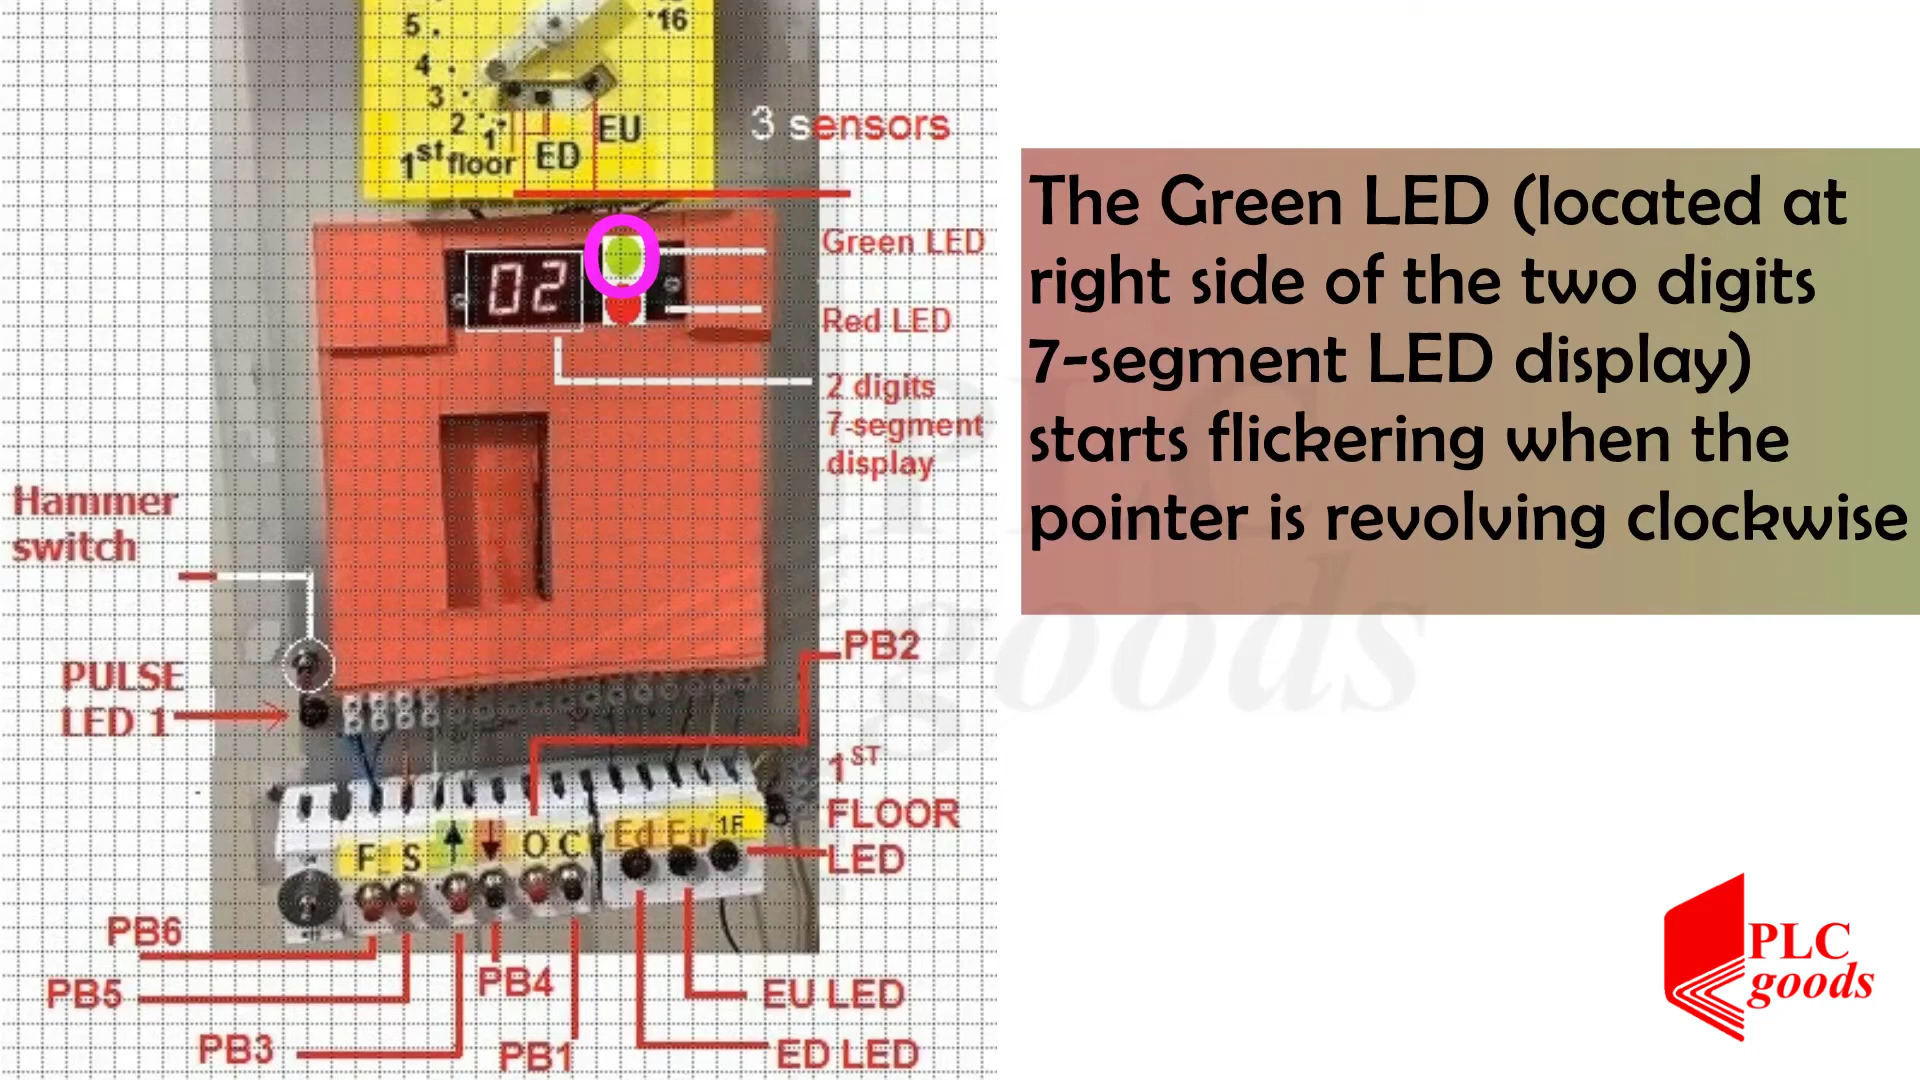 5
16
4
3
2
1
1st floor
ED
EU
3 sensors
Green LED
02
Red LED
2 digits
7-segment
display
Hammer
switch
PULSE
LED 1
PB2
1ST
FLOOR
LED
F S O C Ed Eu 1F
PB6
PB5
PB4
PB3
PB1
EU LED
ED LED
The Green LED (located at
right side of the two digits
7-segment LED display)
starts flickering when the
pointer is revolving clockwise
PLC
goods
PLC
goods